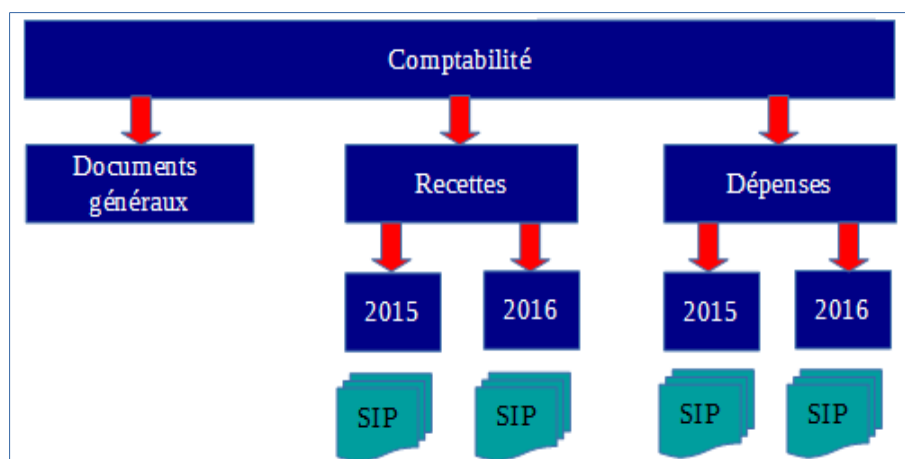 Comptabilité
Documents
généraux
Recettes
Dépenses
2015
2016
2015
2016
SIP
SIP
SIP
SIP